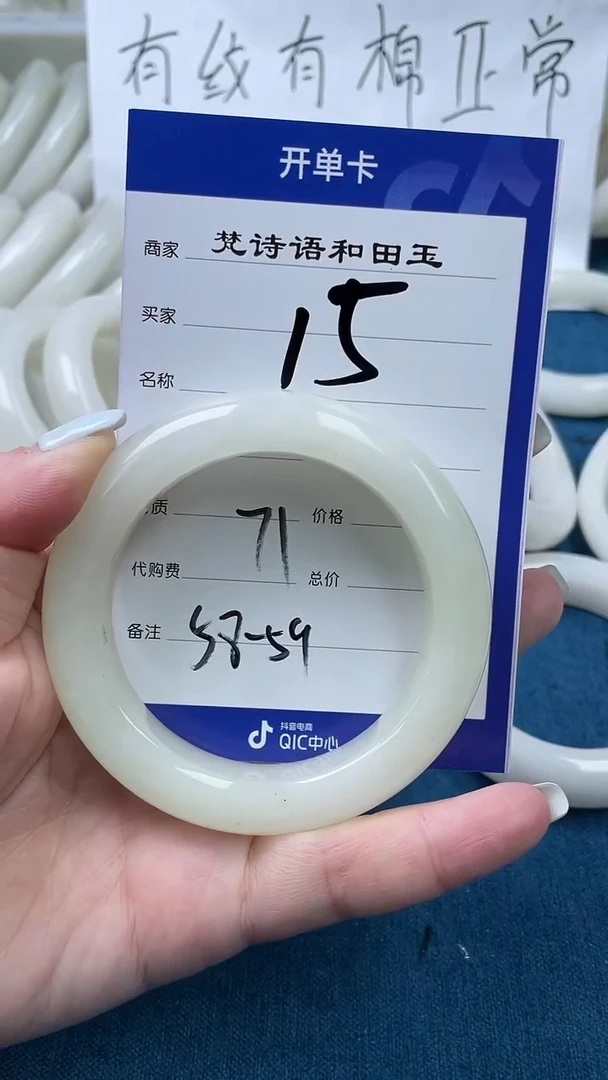 有线有棉正常
开单卡
商家 梵诗语和田玉
买家
15
名称
质 71 价格
代购费 总价
备注 58-59
抖音电商
QIC中心